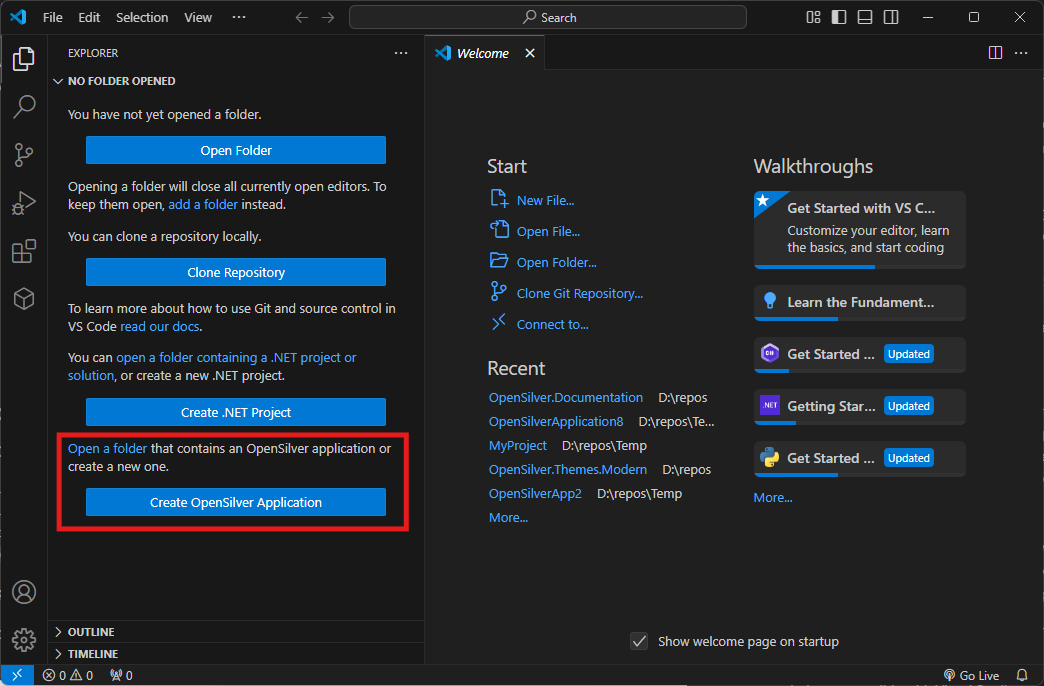 File Edit Selection View ··· Search
EXPLORER
NO FOLDER OPENED
You have not yet opened a folder.
Open Folder
Opening a folder will close all currently open editors. To
keep them open, add a folder instead.
You can clone a repository locally.
Clone Repository
To learn more about how to use Git and source control in
VS Code read our docs.
You can open a folder containing a .NET project or
solution, or create a new .NET project.
Create .NET Project
Open a folder that contains an OpenSilver application or
create a new one.
Create OpenSilver Application
OUTLINE
TIMELINE
Welcome
Start
New File...
Open File...
Open Folder...
Clone Git Repository...
Connect to...
Recent
OpenSilver.Documentation D:\repos
OpenSilverApplication8 D:\repos\Te...
MyProject D:\repos\Temp
OpenSilver.Themes.Modern D:\repos
OpenSilverApp2 D:\repos\Temp
More...
Walkthroughs
Get Started with VS C...
Customize your editor, learn
the basics, and start coding
Learn the Fundament...
C# Get Started ... Updated
.NET Getting Star... Updated
Get Started ... Updated
More...
Show welcome page on startup
0 0 0 Go Live